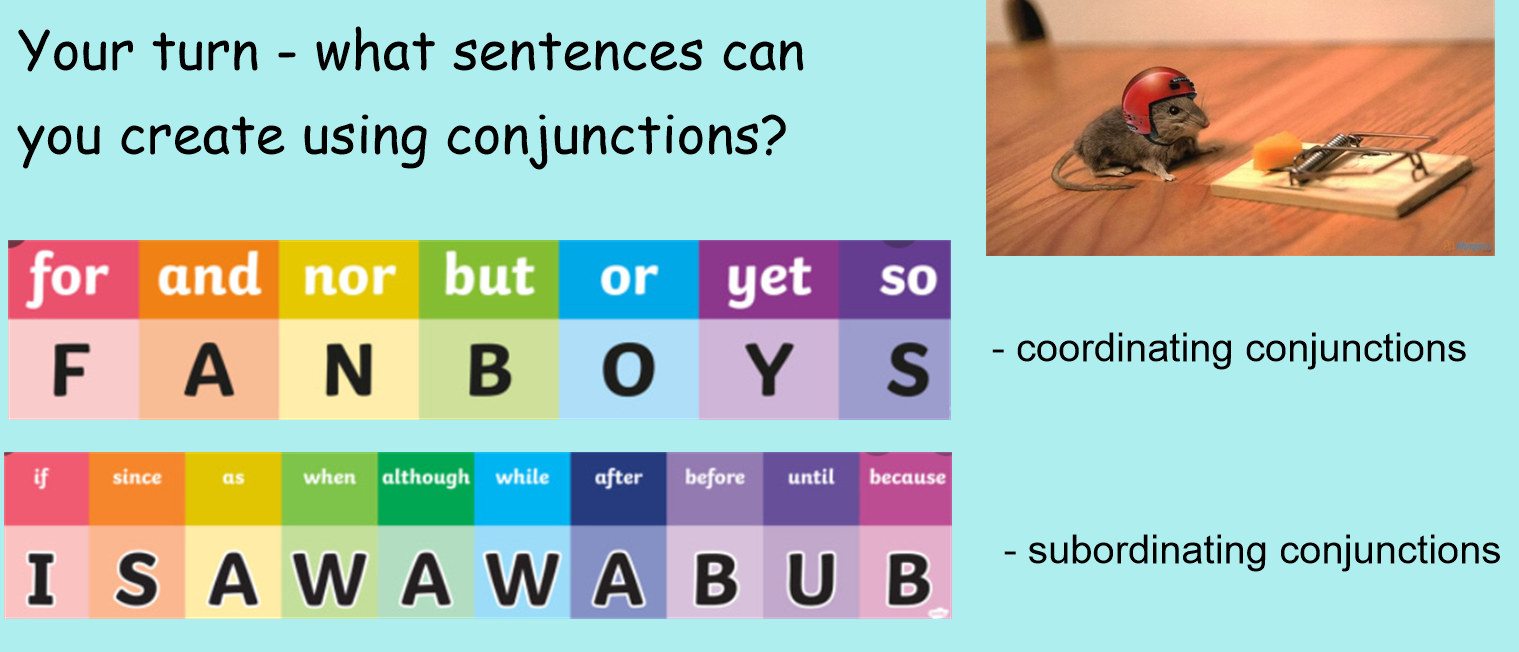 Your turn - what sentences can
you create using conjunctions?
for and nor but or yet so
F A N B O Y S
- coordinating conjunctions
if since as when although while after before until because
I S A W A W A B U B
- subordinating conjunctions